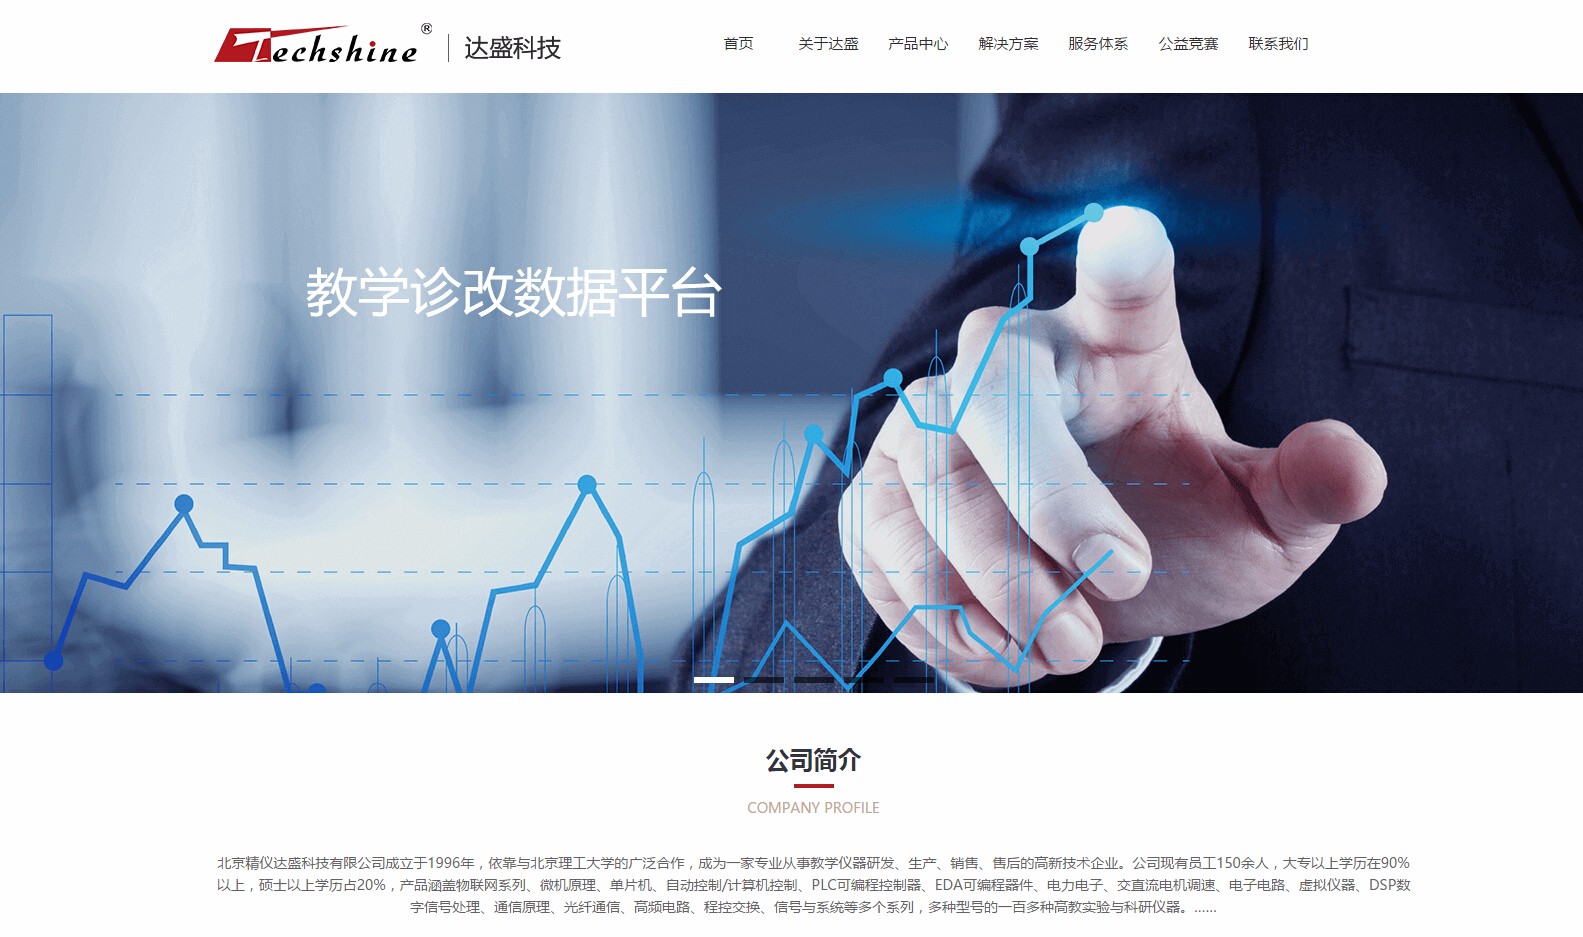 Techshine® 达盛科技
首页 关于达盛 产品中心 解决方案 服务体系 公益竞赛 联系我们
教学诊改数据平台
公司简介
COMPANY PROFILE
北京精仪达盛科技有限公司成立于1996年，依靠与北京理工大学的广泛合作，成为一家专业从事教学仪器研发、生产、销售、售后的高新技术企业。公司现有员工150余人，大专以上学历在90%
以上，硕士以上学历占20%，产品涵盖物联网系列、微机原理、单片机、自动控制/计算机控制、PLC可编程控制器、EDA可编程器件、电力电子、交直流电机调速、电子电路、虚拟仪器、DSP数
字信号处理、通信原理、光纤通信、高频电路、程控交换、信号与系统等多个系列，多种型号的一百多种高教实验与科研仪器。......